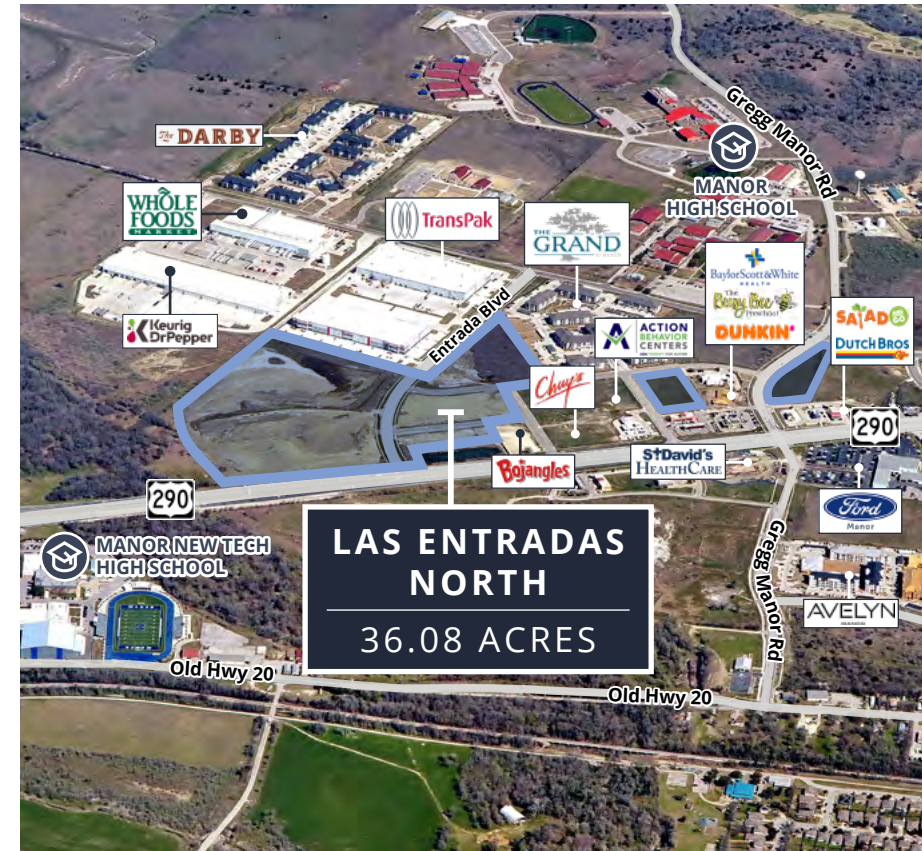 Gregg Manor Rd
The DARBY
MANOR
HIGH SCHOOL
WHOLE
FOODS
MARKET
TransPak
THE
GRAND
BaylorScott&White
HEALTH
The
Busy Bee
Preschool
DUNKIN'
Entrada Blvd
ACTION
BEHAVIOR
CENTERS
SALAD
AND
GO
DUTCH BROS
Keurig
DrPepper
Chuy's
290
Bojangles
St David's
HEALTHCARE
290
Ford
Manor
LAS ENTRADAS
NORTH
36.08 ACRES
MANOR NEW TECH
HIGH SCHOOL
Gregg Manor Rd
AVELYN
Old Hwy 20
Old Hwy 20